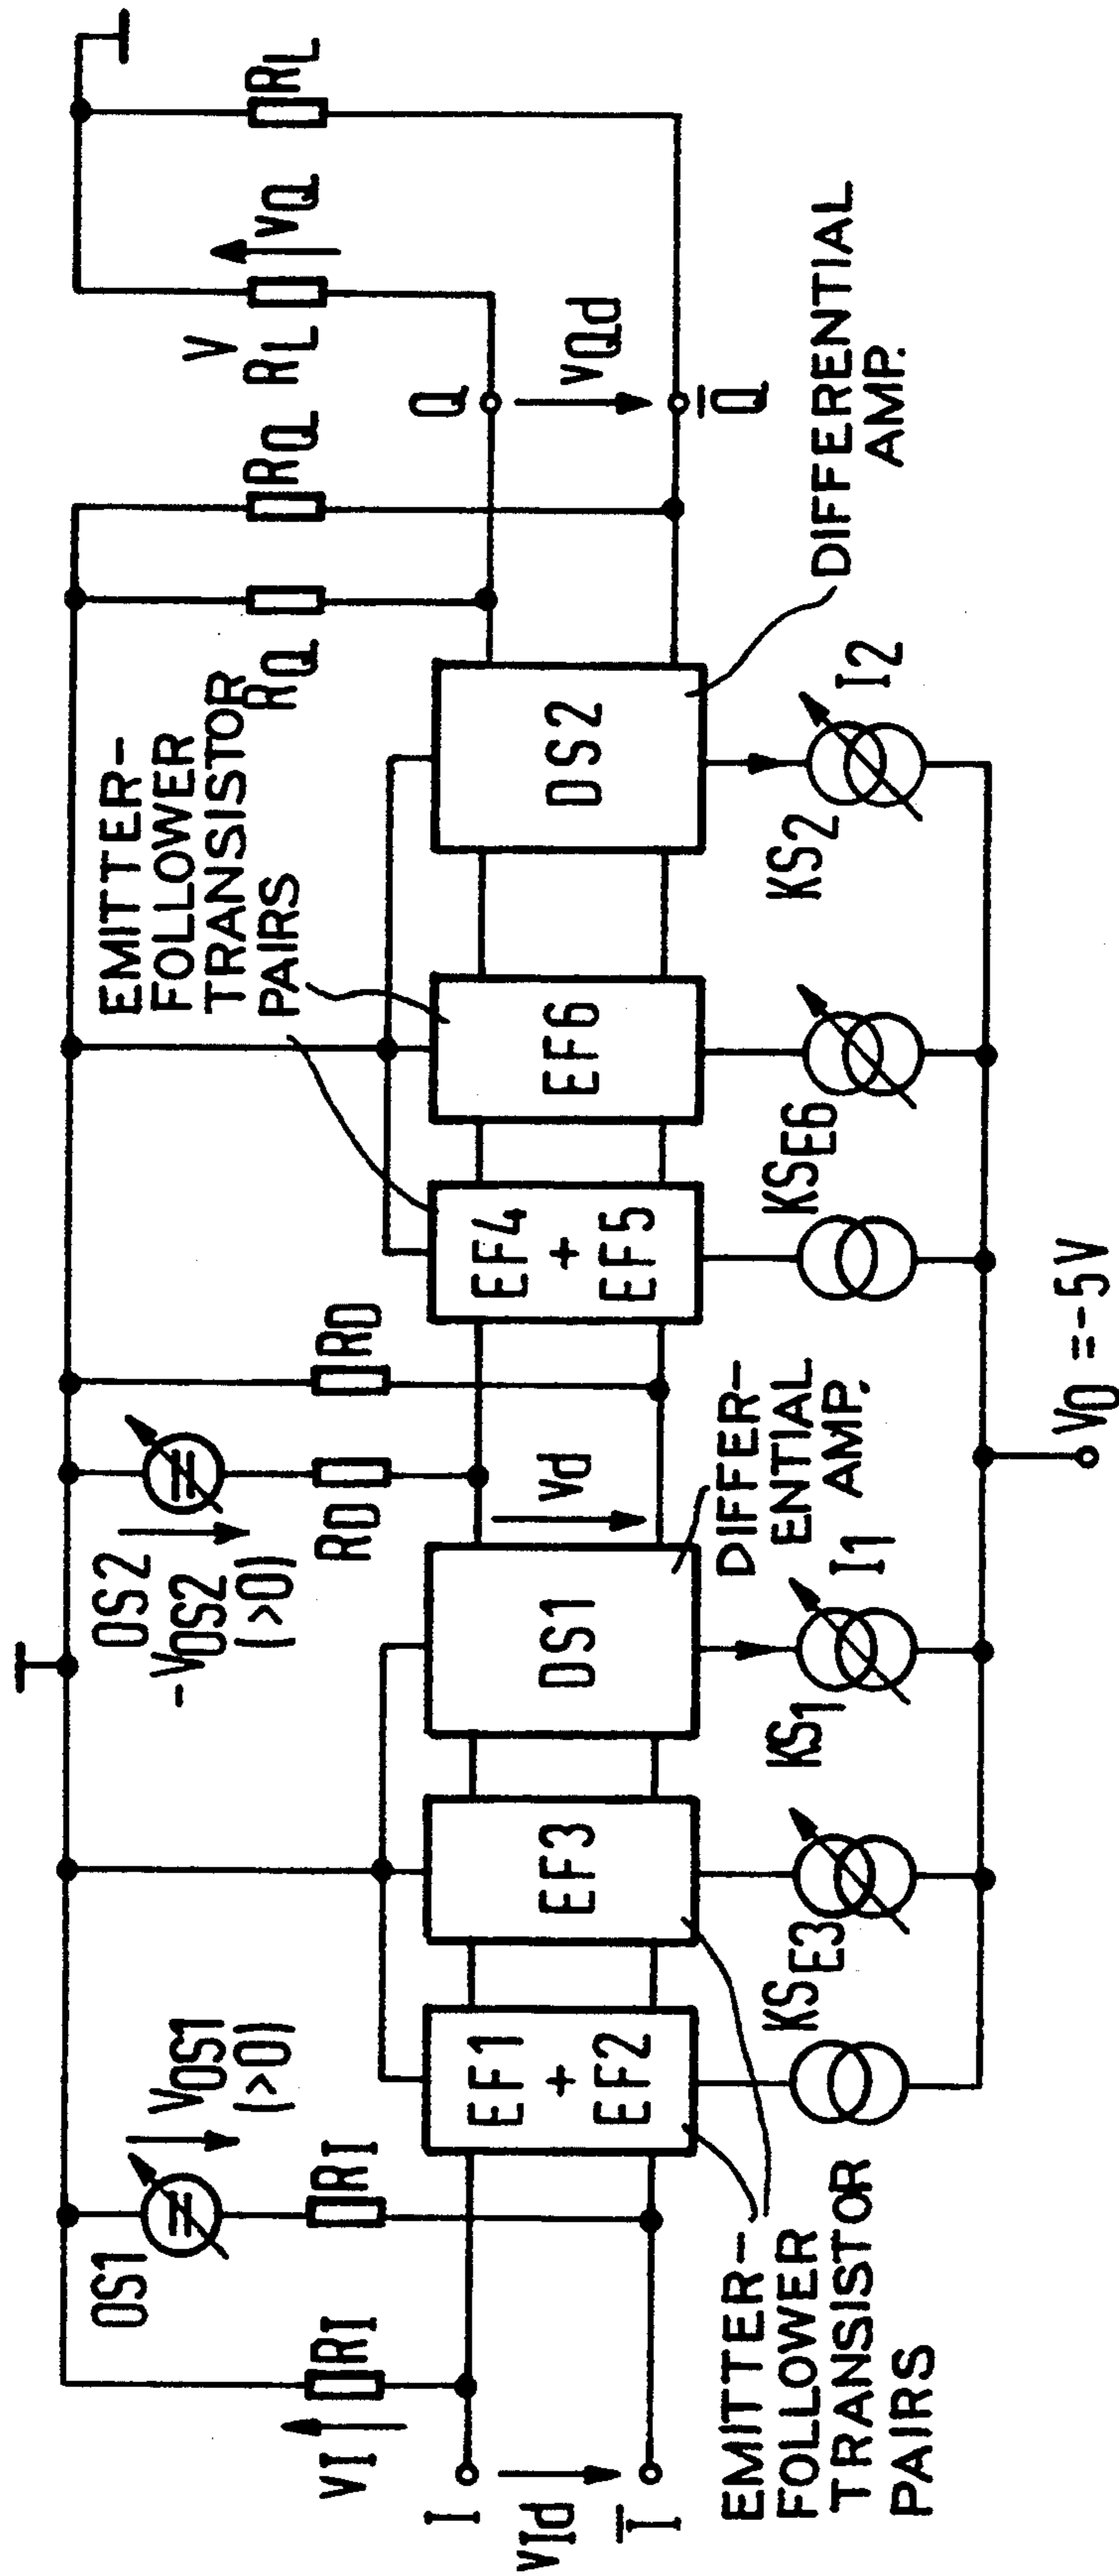 OS1
VOS1
(>0)
OS2
-VOS2
(>0)
EMITTER-
FOLLOWER
TRANSISTOR
PAIRS
VI
RI
RI
RD
RD
RQ
RQ
V
RL
VQ
RL
I
VId
I̅
EF1
+
EF2
EF3
DS1
Vd
EF4
+
EF5
EF6
DS2
Q
VQd
Q̅
EMITTER-
FOLLOWER
TRANSISTOR
PAIRS
KSE3
KS1
I1
DIFFER-
ENTIAL
AMP.
KSE6
KS2
I2
DIFFERENTIAL
AMP.
V0 =-5V